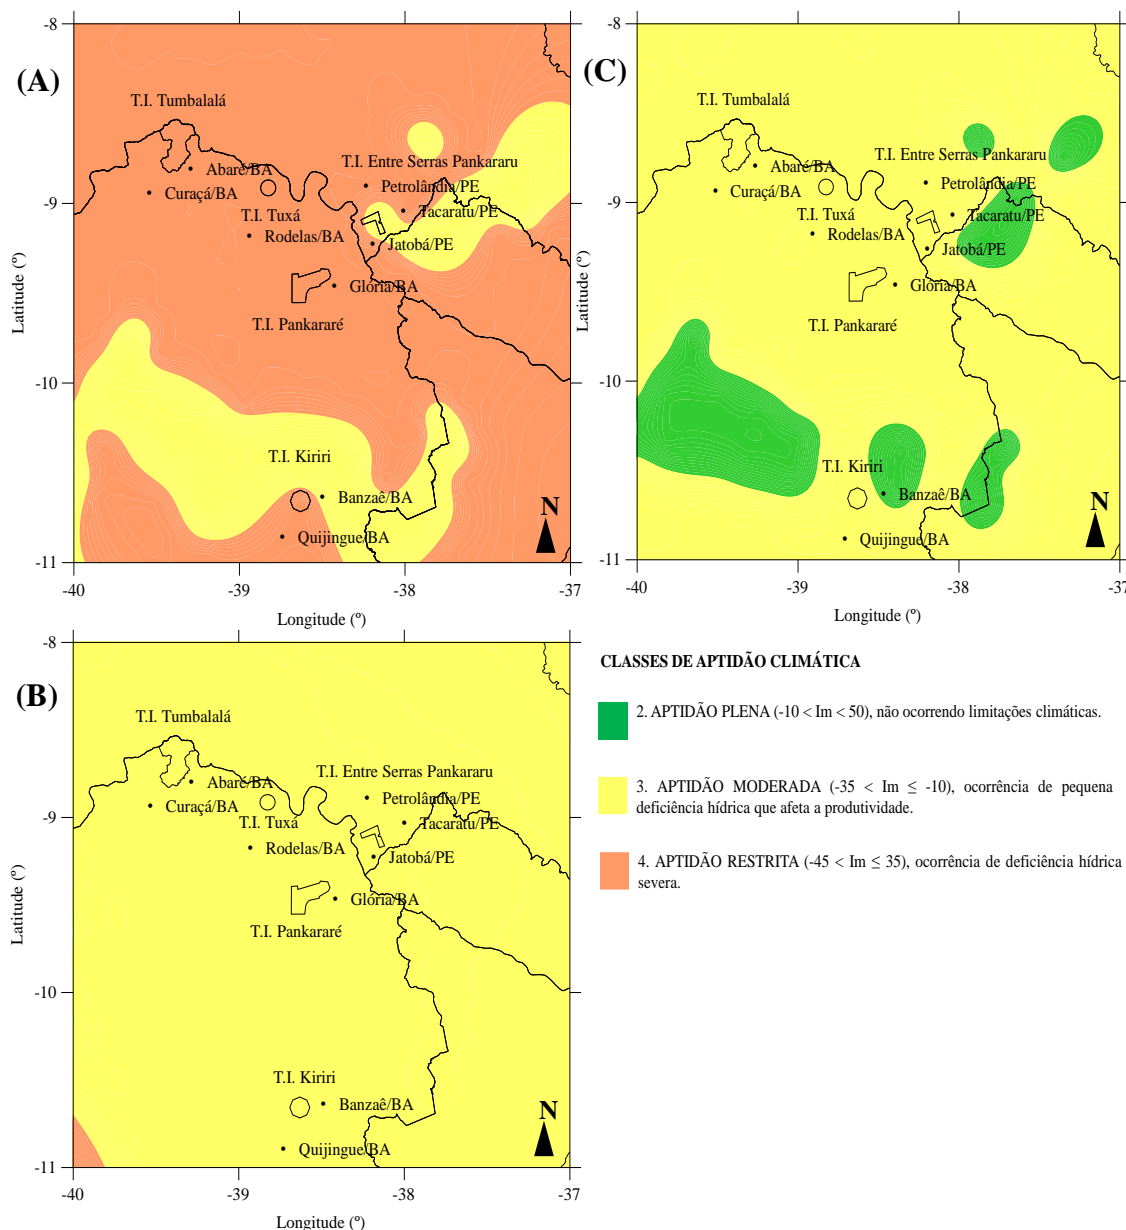 (A)
-8
-9
-10
-11
Latitude (º)
T.I. Tumbalalá
Abaré/BA
Curaçá/BA
T.I. Entre Serras Pankararu
Petrolândia/PE
Tacaratu/PE
T.I. Tuxá
Rodelas/BA
Jatobá/PE
Glória/BA
T.I. Pankararé
T.I. Kiriri
Banzaê/BA
Quijingue/BA
N
-40
-39
-38
-37
Longitude (º)
(C)
-8
-9
-10
-11
Latitude (º)
T.I. Tumbalalá
Abaré/BA
Curaçá/BA
T.I. Entre Serras Pankararu
Petrolândia/PE
Tacaratu/PE
T.I. Tuxá
Rodelas/BA
Jatobá/PE
Glória/BA
T.I. Pankararé
T.I. Kiriri
Banzaê/BA
Quijingue/BA
N
-40
-39
-38
-37
Longitude (º)
(B)
-8
-9
-10
-11
Latitude (º)
T.I. Tumbalalá
Abaré/BA
Curaçá/BA
T.I. Entre Serras Pankararu
Petrolândia/PE
Tacaratu/PE
T.I. Tuxá
Rodelas/BA
Jatobá/PE
Glória/BA
T.I. Pankararé
T.I. Kiriri
Banzaê/BA
Quijingue/BA
N
-40
-39
-38
-37
Longitude (º)
CLASSES DE APTIDÃO CLIMÁTICA
2. APTIDÃO PLENA (-10 < Im < 50), não ocorrendo limitações climáticas.
3. APTIDÃO MODERADA (-35 < Im ≤ -10), ocorrência de pequena
deficiência hídrica que afeta a produtividade.
4. APTIDÃO RESTRITA (-45 < Im ≤ 35), ocorrência de deficiência hídrica
severa.